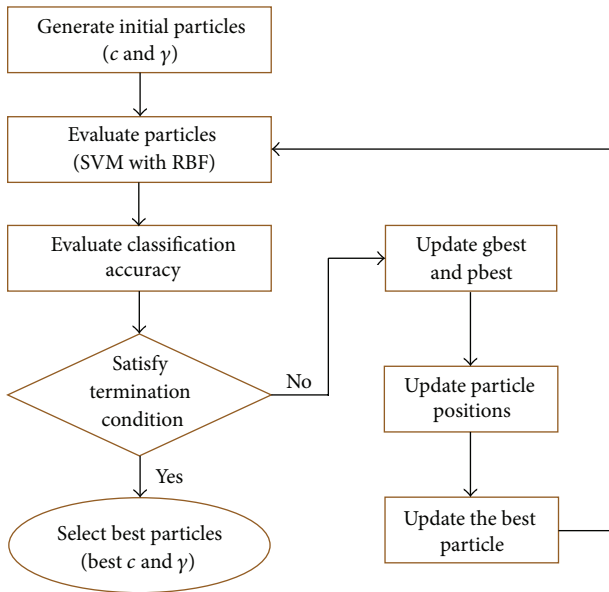 Generate initial particles
(c and γ)
Evaluate particles
(SVM with RBF)
Evaluate classification
accuracy
Satisfy
termination
condition
No
Yes
Select best particles
(best c and γ)
Update gbest
and pbest
Update particle
positions
Update the best
particle